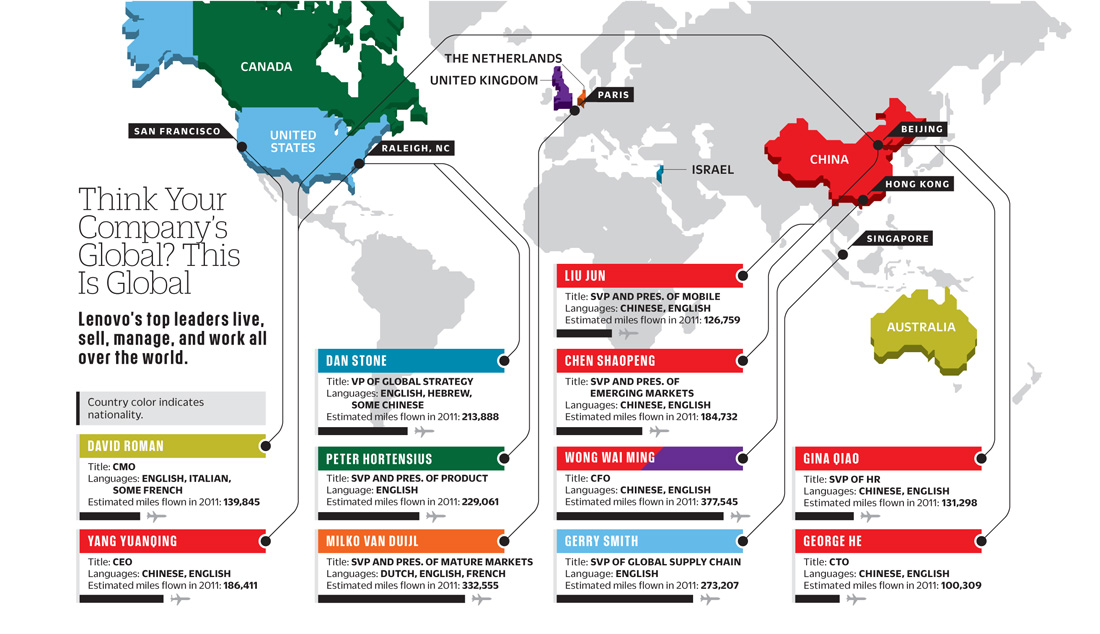 CANADA
THE NETHERLANDS
UNITED KINGDOM
PARIS
SAN FRANCISCO
UNITED
STATES
RALEIGH, NC
BEIJING
CHINA
ISRAEL
HONG KONG
SINGAPORE
AUSTRALIA
Think Your
Company's
Global? This
Is Global
Lenovo's top leaders live,
sell, manage, and work all
over the world.
Country color indicates
nationality.
DAVID ROMAN
Title: CMO
Languages: ENGLISH, ITALIAN,
SOME FRENCH
Estimated miles flown in 2011: 139,845
YANG YUANQING
Title: CEO
Languages: CHINESE, ENGLISH
Estimated miles flown in 2011: 186,411
DAN STONE
Title: VP OF GLOBAL STRATEGY
Languages: ENGLISH, HEBREW,
SOME CHINESE
Estimated miles flown in 2011: 213,888
PETER HORTENSIUS
Title: SVP AND PRES. OF PRODUCT
Language: ENGLISH
Estimated miles flown in 2011: 229,061
MILKO VAN DUIJL
Title: SVP AND PRES. OF MATURE MARKETS
Languages: DUTCH, ENGLISH, FRENCH
Estimated miles flown in 2011: 332,555
LIU JUN
Title: SVP AND PRES. OF MOBILE
Languages: CHINESE, ENGLISH
Estimated miles flown in 2011: 126,759
CHEN SHAOPENG
Title: SVP AND PRES. OF
EMERGING MARKETS
Languages: CHINESE, ENGLISH
Estimated miles flown in 2011: 184,732
WONG WAI MING
Title: CFO
Languages: CHINESE, ENGLISH
Estimated miles flown in 2011: 377,545
GERRY SMITH
Title: SVP OF GLOBAL SUPPLY CHAIN
Language: ENGLISH
Estimated miles flown in 2011: 273,207
GINA QIAO
Title: SVP OF HR
Languages: CHINESE, ENGLISH
Estimated miles flown in 2011: 131,298
GEORGE HE
Title: CTO
Languages: CHINESE, ENGLISH
Estimated miles flown in 2011: 100,309